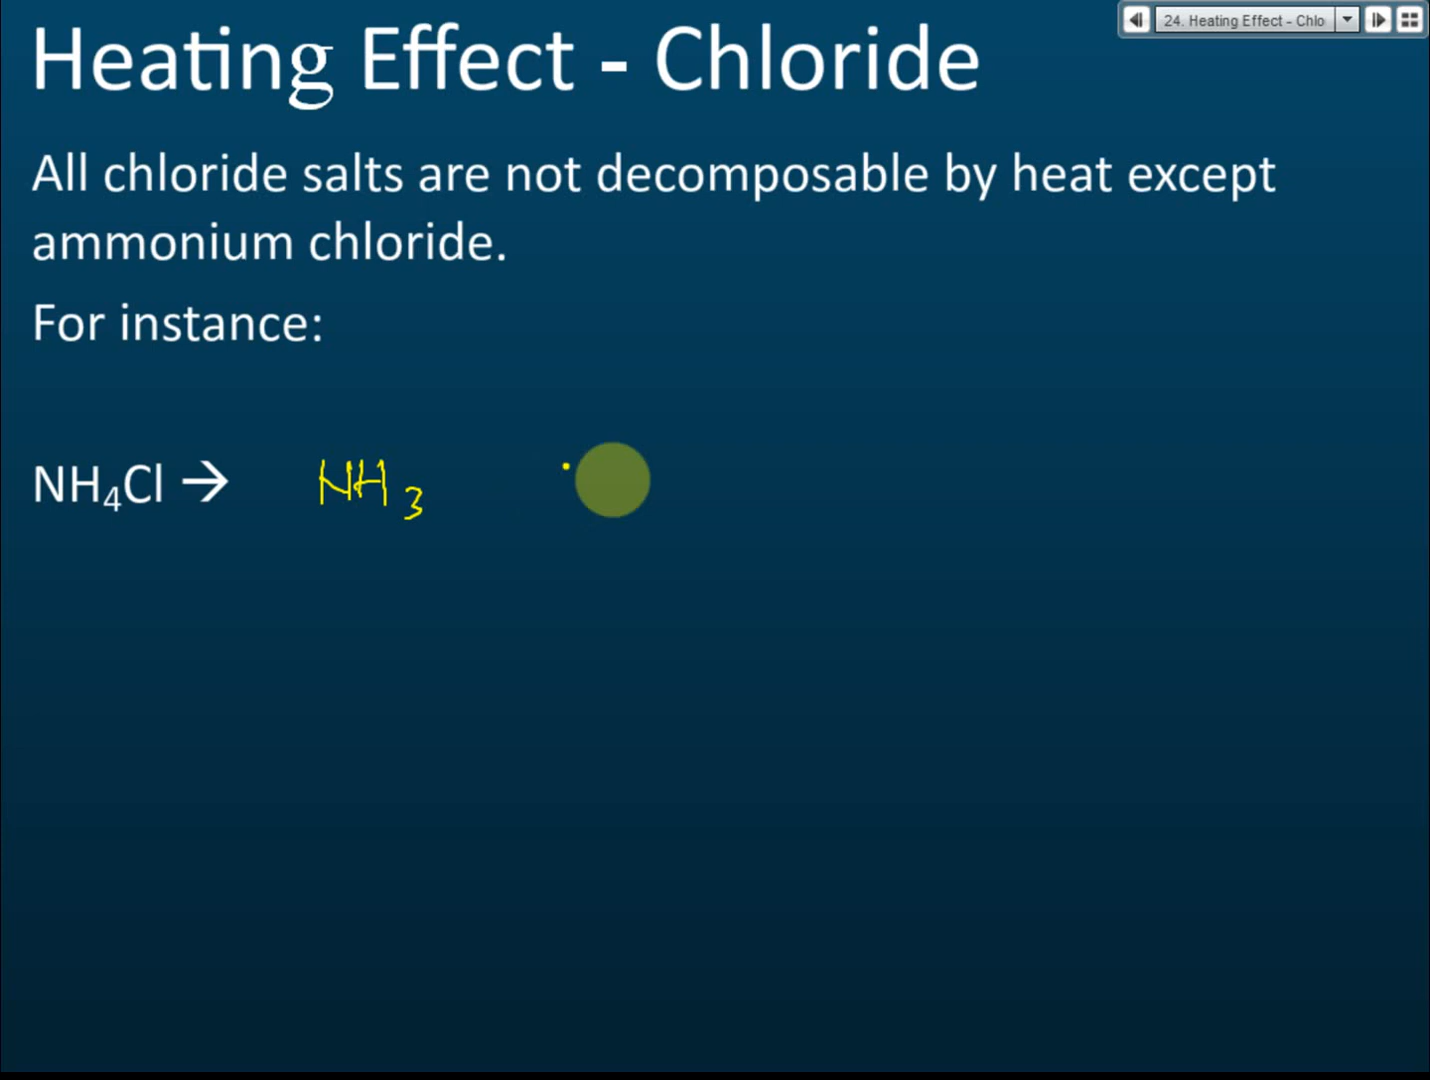 24. Heating Effect - Chlo
Heating Effect - Chloride
All chloride salts are not decomposable by heat except
ammonium chloride.
For instance:
NH₄Cl → NH₃